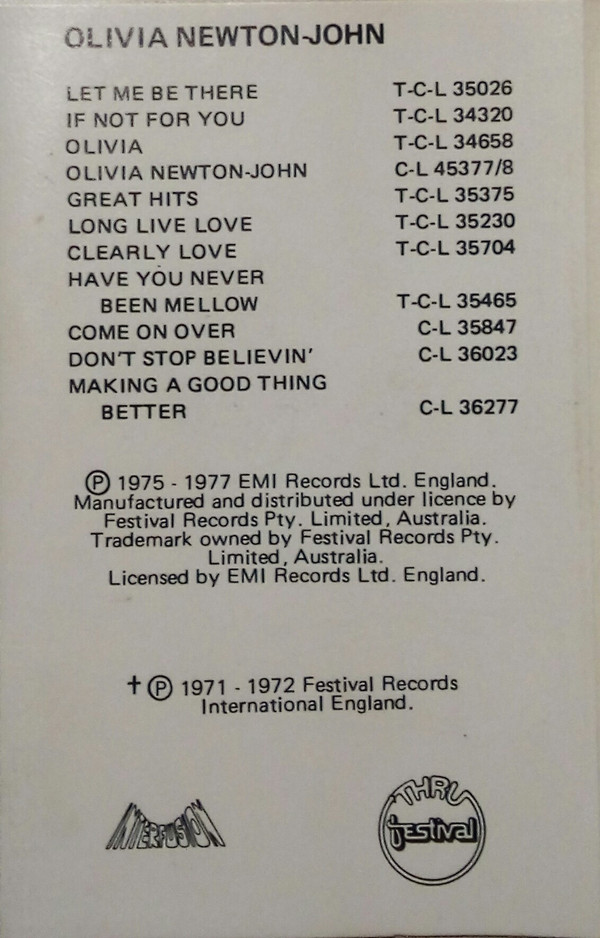 OLIVIA NEWTON-JOHN
LET ME BE THERE T-C-L 35026
IF NOT FOR YOU T-C-L 34320
OLIVIA T-C-L 34658
OLIVIA NEWTON-JOHN C-L 45377/8
GREAT HITS T-C-L 35375
LONG LIVE LOVE T-C-L 35230
CLEARLY LOVE T-C-L 35704
HAVE YOU NEVER
BEEN MELLOW T-C-L 35465
COME ON OVER C-L 35847
DON'T STOP BELIEVIN' C-L 36023
MAKING A GOOD THING
BETTER C-L 36277
Ⓟ 1975 - 1977 EMI Records Ltd. England.
Manufactured and distributed under licence by
Festival Records Pty. Limited, Australia.
Trademark owned by Festival Records Pty.
Limited, Australia.
Licensed by EMI Records Ltd. England.
† Ⓟ 1971 - 1972 Festival Records
International England.
INTERFUSION
THRU
festival